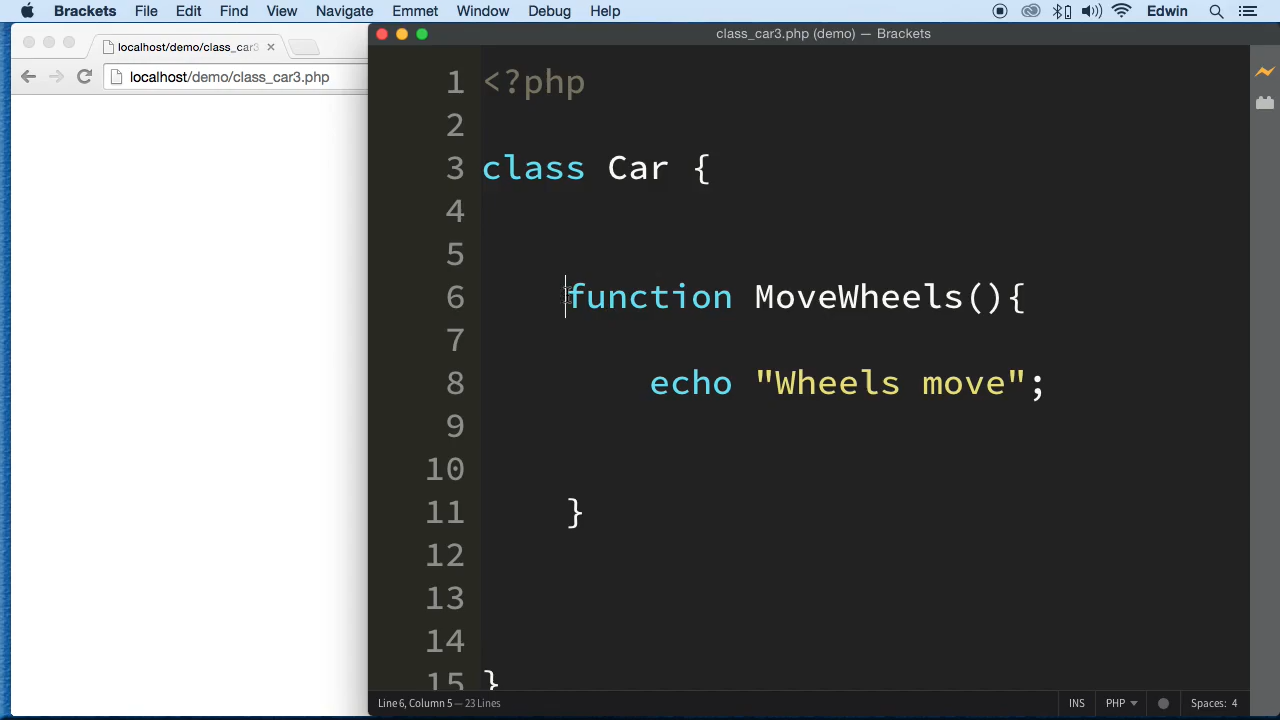 Brackets File Edit Find View Navigate Emmet Window Debug Help Edwin
localhost/demo/class_car3
localhost/demo/class_car3.php
class_car3.php (demo) — Brackets
1 <?php
2
3 class Car {
4
5
6 function MoveWheels(){
7
8 echo "Wheels move";
9
10
11 }
12
13
14
15 }
Line 6, Column 5 — 23 Lines INS PHP Spaces: 4